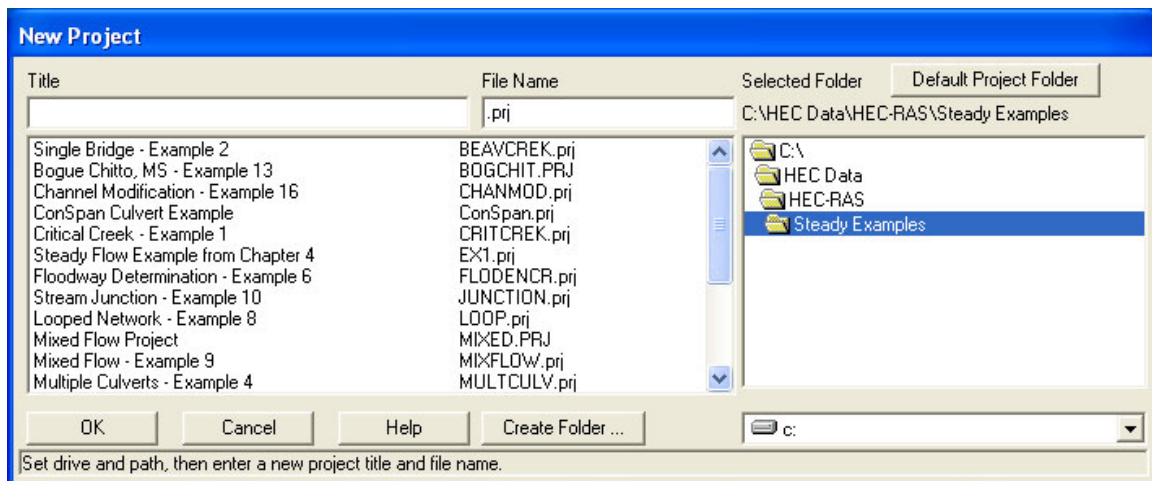 New Project
Title
File Name
Selected Folder
Default Project Folder
.prj
C:\HEC Data\HEC-RAS\Steady Examples
Single Bridge - Example 2 BEAVCREK.prj
Bogue Chitto, MS - Example 13 BOGCHIT.PRJ
Channel Modification - Example 16 CHANMOD.prj
ConSpan Culvert Example ConSpan.prj
Critical Creek - Example 1 CRITCREK.prj
Steady Flow Example from Chapter 4 EX1.prj
Floodway Determination - Example 6 FLODENCR.prj
Stream Junction - Example 10 JUNCTION.prj
Looped Network - Example 8 LOOP.prj
Mixed Flow Project MIXED.PRJ
Mixed Flow - Example 9 MIXFLOW.prj
Multiple Culverts - Example 4 MULTCULV.prj
C:\
HEC Data
HEC-RAS
Steady Examples
OK
Cancel
Help
Create Folder ...
c:
Set drive and path, then enter a new project title and file name.